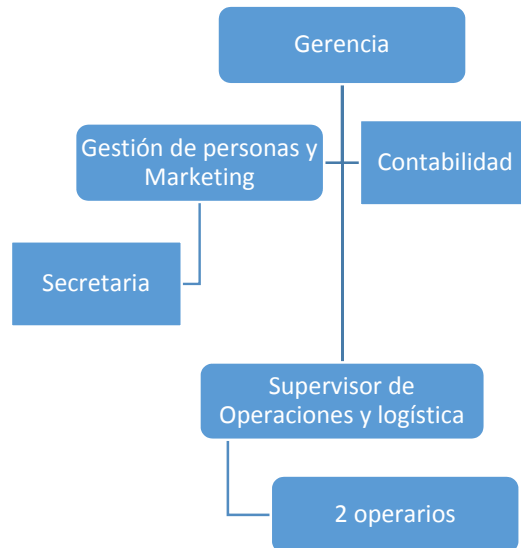 Gerencia
Gestión de personas y
Marketing
Contabilidad
Secretaria
Supervisor de
Operaciones y logística
2 operarios